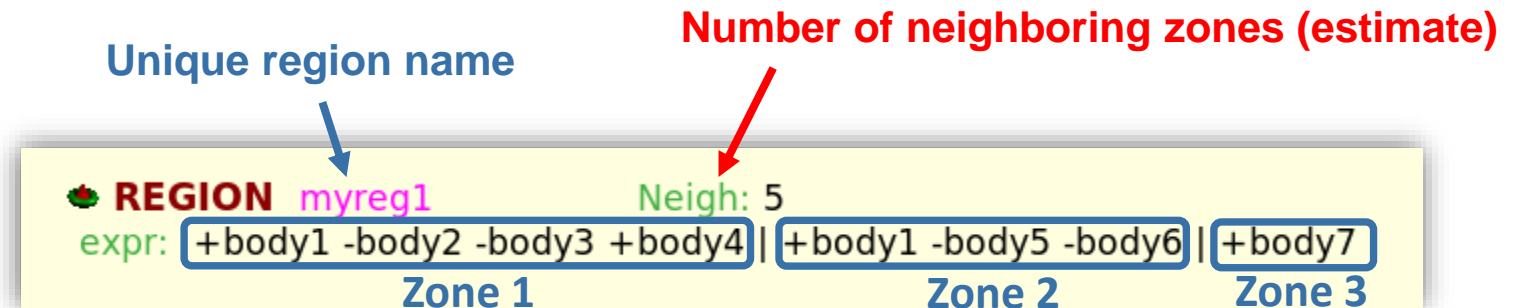 Number of neighboring zones (estimate)
Unique region name
REGION myreg1 Neigh: 5
expr: +body1 -body2 -body3 +body4 | +body1 -body5 -body6 | +body7
Zone 1 Zone 2 Zone 3